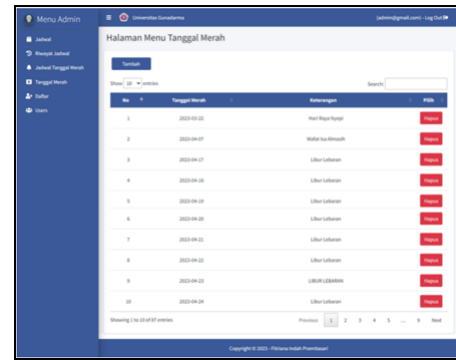 Menu Admin
Jadwal
Riwayat Jadwal
Jadwal Tanggal Merah
Tanggal Merah
Daftar
Users
Universitas Gunadarma
(admin@gmail.com) - Log Out
Halaman Menu Tanggal Merah
Tambah
Show 10 entries
Search:
No Tanggal Merah Keterangan Pilih
1 2023-03-22 Hari Raya Nyepi Hapus
2 2023-04-07 Wafat Isa Almasih Hapus
3 2023-04-17 Libur Lebaran Hapus
4 2023-04-18 Libur Lebaran Hapus
5 2023-04-19 Libur Lebaran Hapus
6 2023-04-20 Libur Lebaran Hapus
7 2023-04-21 Libur Lebaran Hapus
8 2023-04-22 Libur Lebaran Hapus
9 2023-04-23 LIBUR LEBARAN Hapus
10 2023-04-24 Libur Lebaran Hapus
Showing 1 to 10 of 87 entries
Previous 1 2 3 4 5 ... 9 Next
Copyright © 2023 - Fitriana Indah